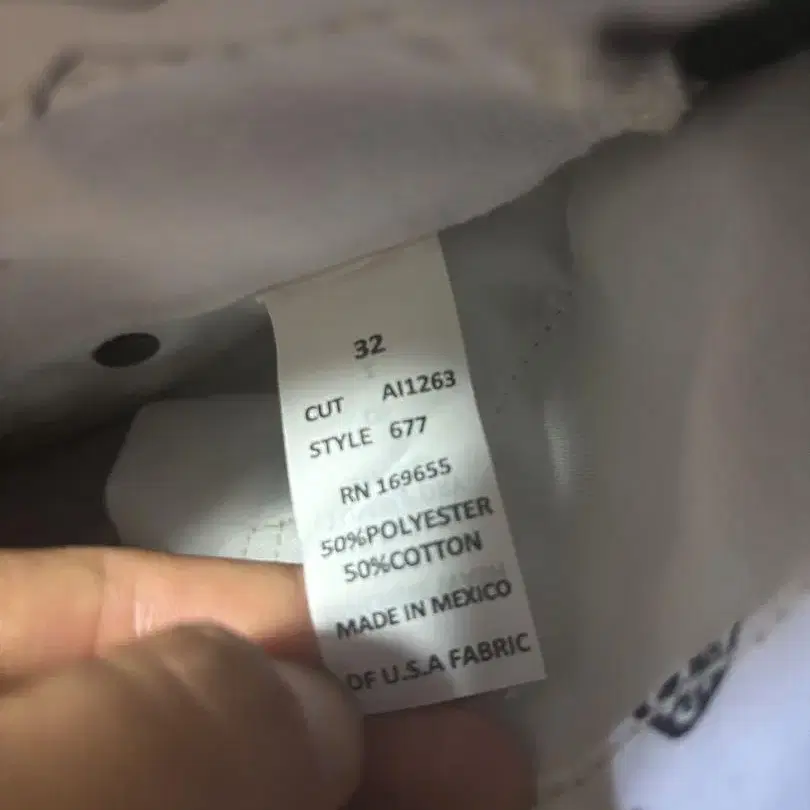 32
CUT AI1263
STYLE 677
RN 169655
50%POLYESTER
50%COTTON
MADE IN MEXICO
OF U.S.A FABRIC